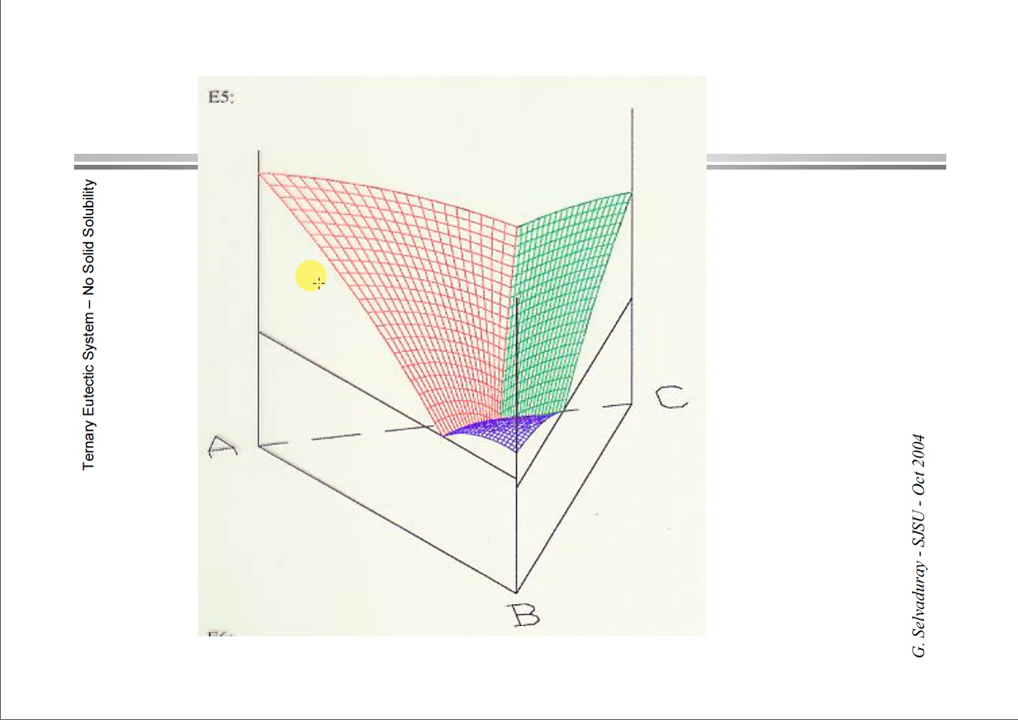 E5:
Ternary Eutectic System – No Solid Solubility
A
C
B
G. Selvaduray - SJSU - Oct 2004